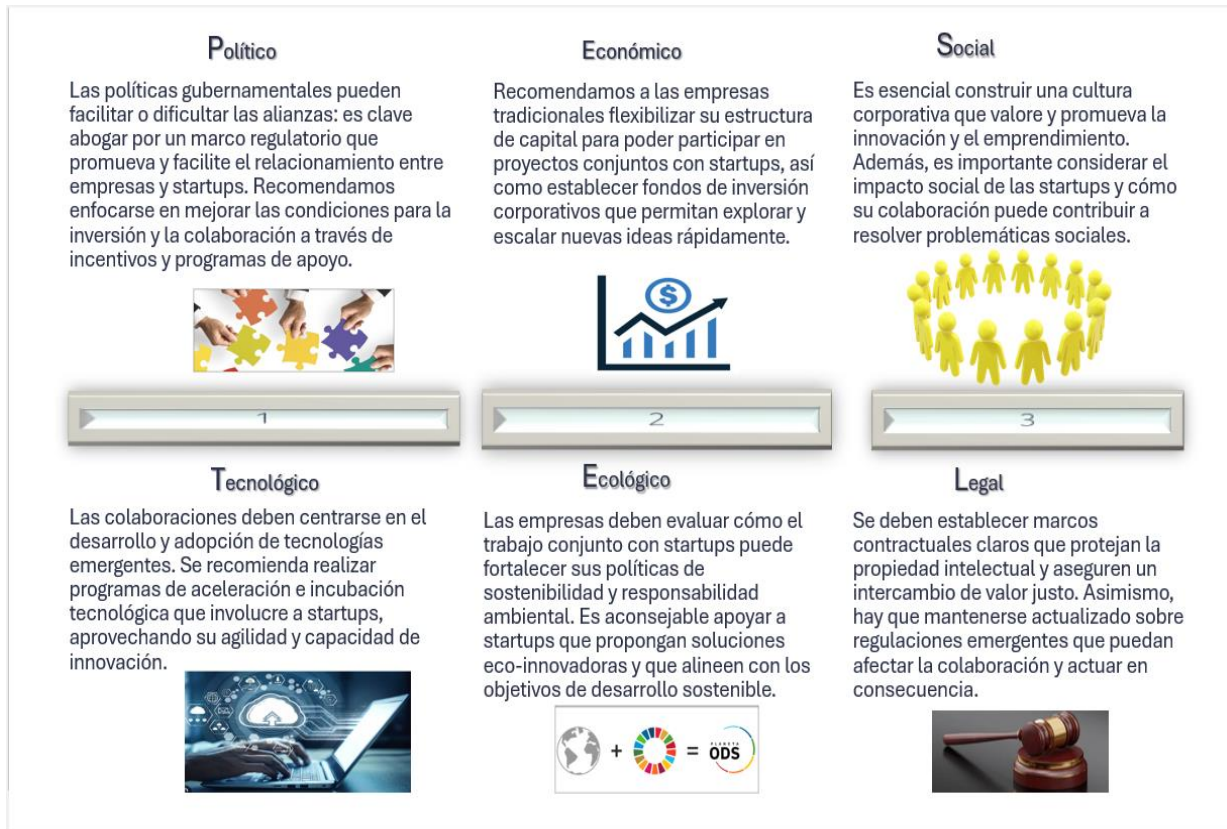 Político
Las políticas gubernamentales pueden
facilitar o dificultar las alianzas: es clave
abogar por un marco regulatorio que
promueva y facilite el relacionamiento entre
empresas y startups. Recomendamos
enfocarse en mejorar las condiciones para la
inversión y la colaboración a través de
incentivos y programas de apoyo.
Económico
Recomendamos a las empresas
tradicionales flexibilizar su estructura
de capital para poder participar en
proyectos conjuntos con startups, así
como establecer fondos de inversión
corporativos que permitan explorar y
escalar nuevas ideas rápidamente.
$
Social
Es esencial construir una cultura
corporativa que valore y promueva la
innovación y el emprendimiento.
Además, es importante considerar el
impacto social de las startups y cómo
su colaboración puede contribuir a
resolver problemáticas sociales.
1
2
3
Tecnológico
Las colaboraciones deben centrarse en el
desarrollo y adopción de tecnologías
emergentes. Se recomienda realizar
programas de aceleración e incubación
tecnológica que involucre a startups,
aprovechando su agilidad y capacidad de
innovación.
Ecológico
Las empresas deben evaluar cómo el
trabajo conjunto con startups puede
fortalecer sus políticas de
sostenibilidad y responsabilidad
ambiental. Es aconsejable apoyar a
startups que propongan soluciones
eco-innovadoras y que alineen con los
objetivos de desarrollo sostenible.
+ = PLANETA
ODS
Legal
Se deben establecer marcos
contractuales claros que protejan la
propiedad intelectual y aseguren un
intercambio de valor justo. Asimismo,
hay que mantenerse actualizado sobre
regulaciones emergentes que puedan
afectar la colaboración y actuar en
consecuencia.